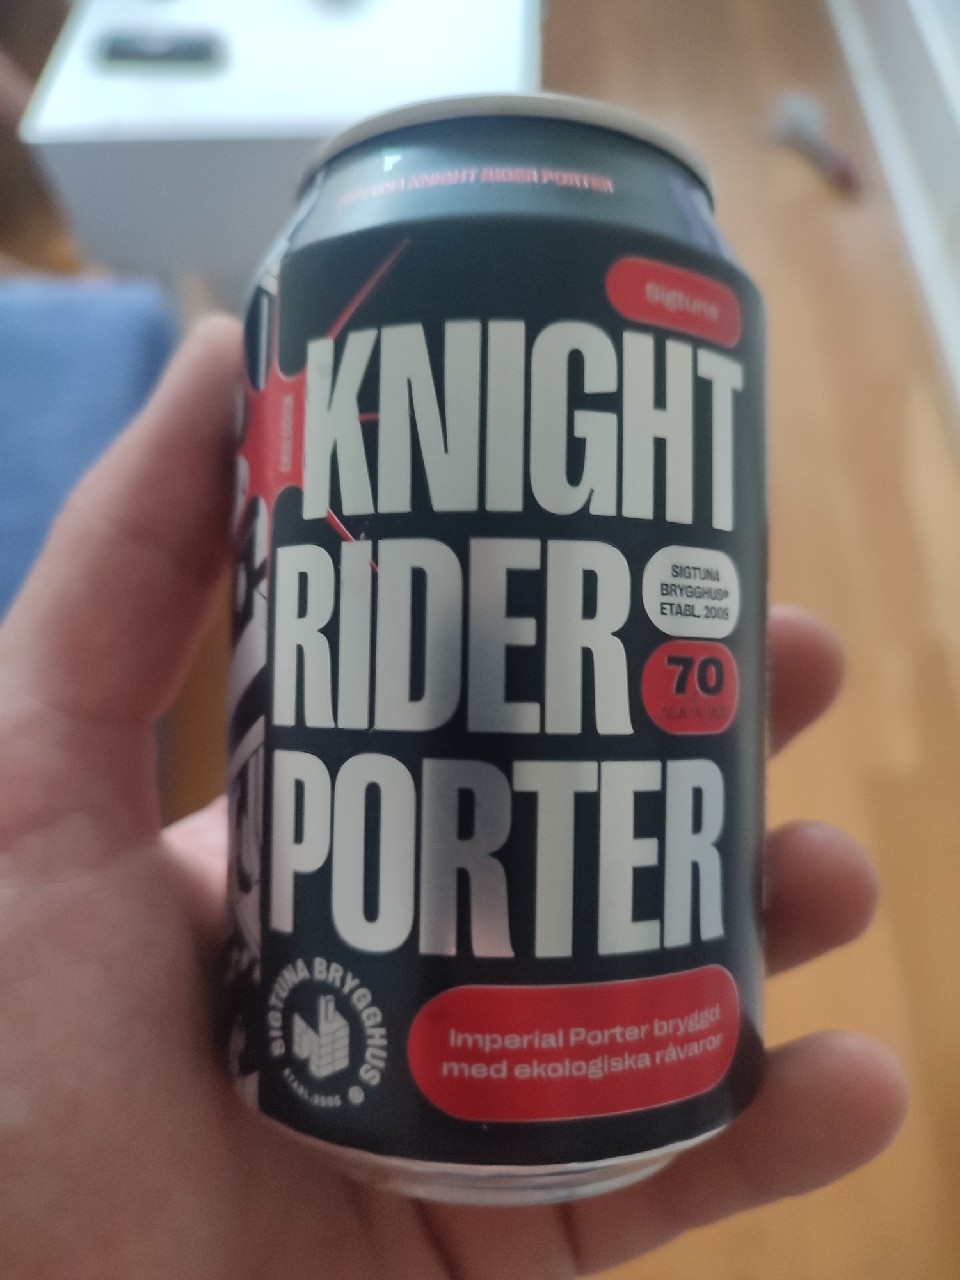 SIGTUNA KNIGHT RIDER PORTER
Sigtuna
EKOLOGISK
KNIGHT
RIDER
SIGTUNA
BRYGGHUS®
ETABL. 2005
70
PORTER
SIGTUNA BRYGGHUS
ETABL. 2005
Imperial Porter bryggd
med ekologiska råvaror